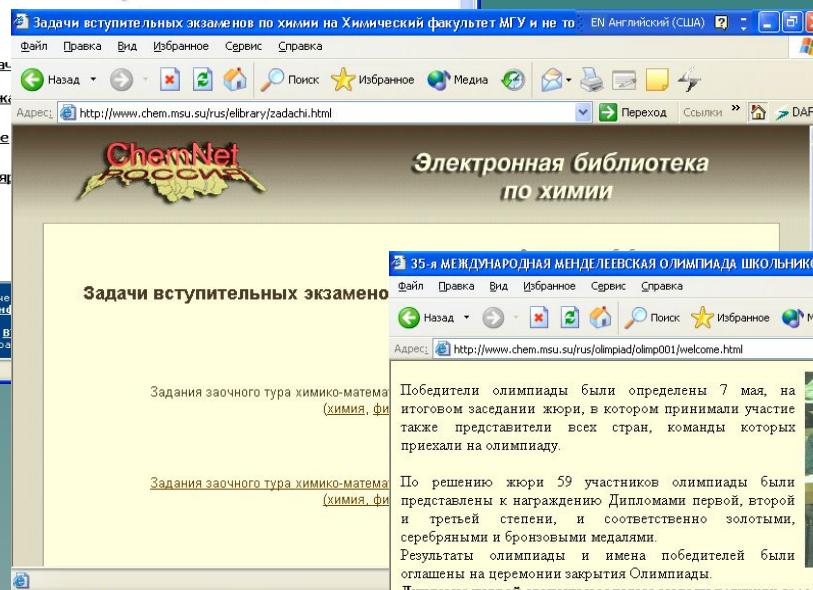 Задачи вступительных экзаменов по химии на Химический факультет МГУ и не то
EN Английский (США)
Файл Правка Вид Избранное Сервис Справка
Назад Поиск Избранное Медиа
Адрес: http://www.chem.msu.su/rus/elibrary/zadachi.html Переход Ссылки » DAF
ChemNet
РОССИЯ
Электронная библиотека
по химии
Задачи вступительных экзамено
Задания заочного тура химико-матема
(химия, фи
Задания заочного тура химико-матема
(химия, фи
35-я МЕЖДУНАРОДНАЯ МЕНДЕЛЕЕВСКАЯ ОЛИМПИАДА ШКОЛЬНИКО
Файл Правка Вид Избранное Сервис Справка
Назад Поиск Избранное М
Адрес: http://www.chem.msu.su/rus/olimpiad/olimp001/welcome.html
Победители олимпиады были определены 7 мая, на
итоговом заседании жюри, в котором принимали участие
также представители всех стран, команды которых
приехали на олимпиаду.
По решению жюри 59 участников олимпиады были
представлены к награждению Дипломами первой, второй
и третьей степени, и соответственно золотыми,
серебряными и бронзовыми медалями.
Результаты олимпиады и имена победителей были
оглашены на церемонии закрытия Олимпиады.